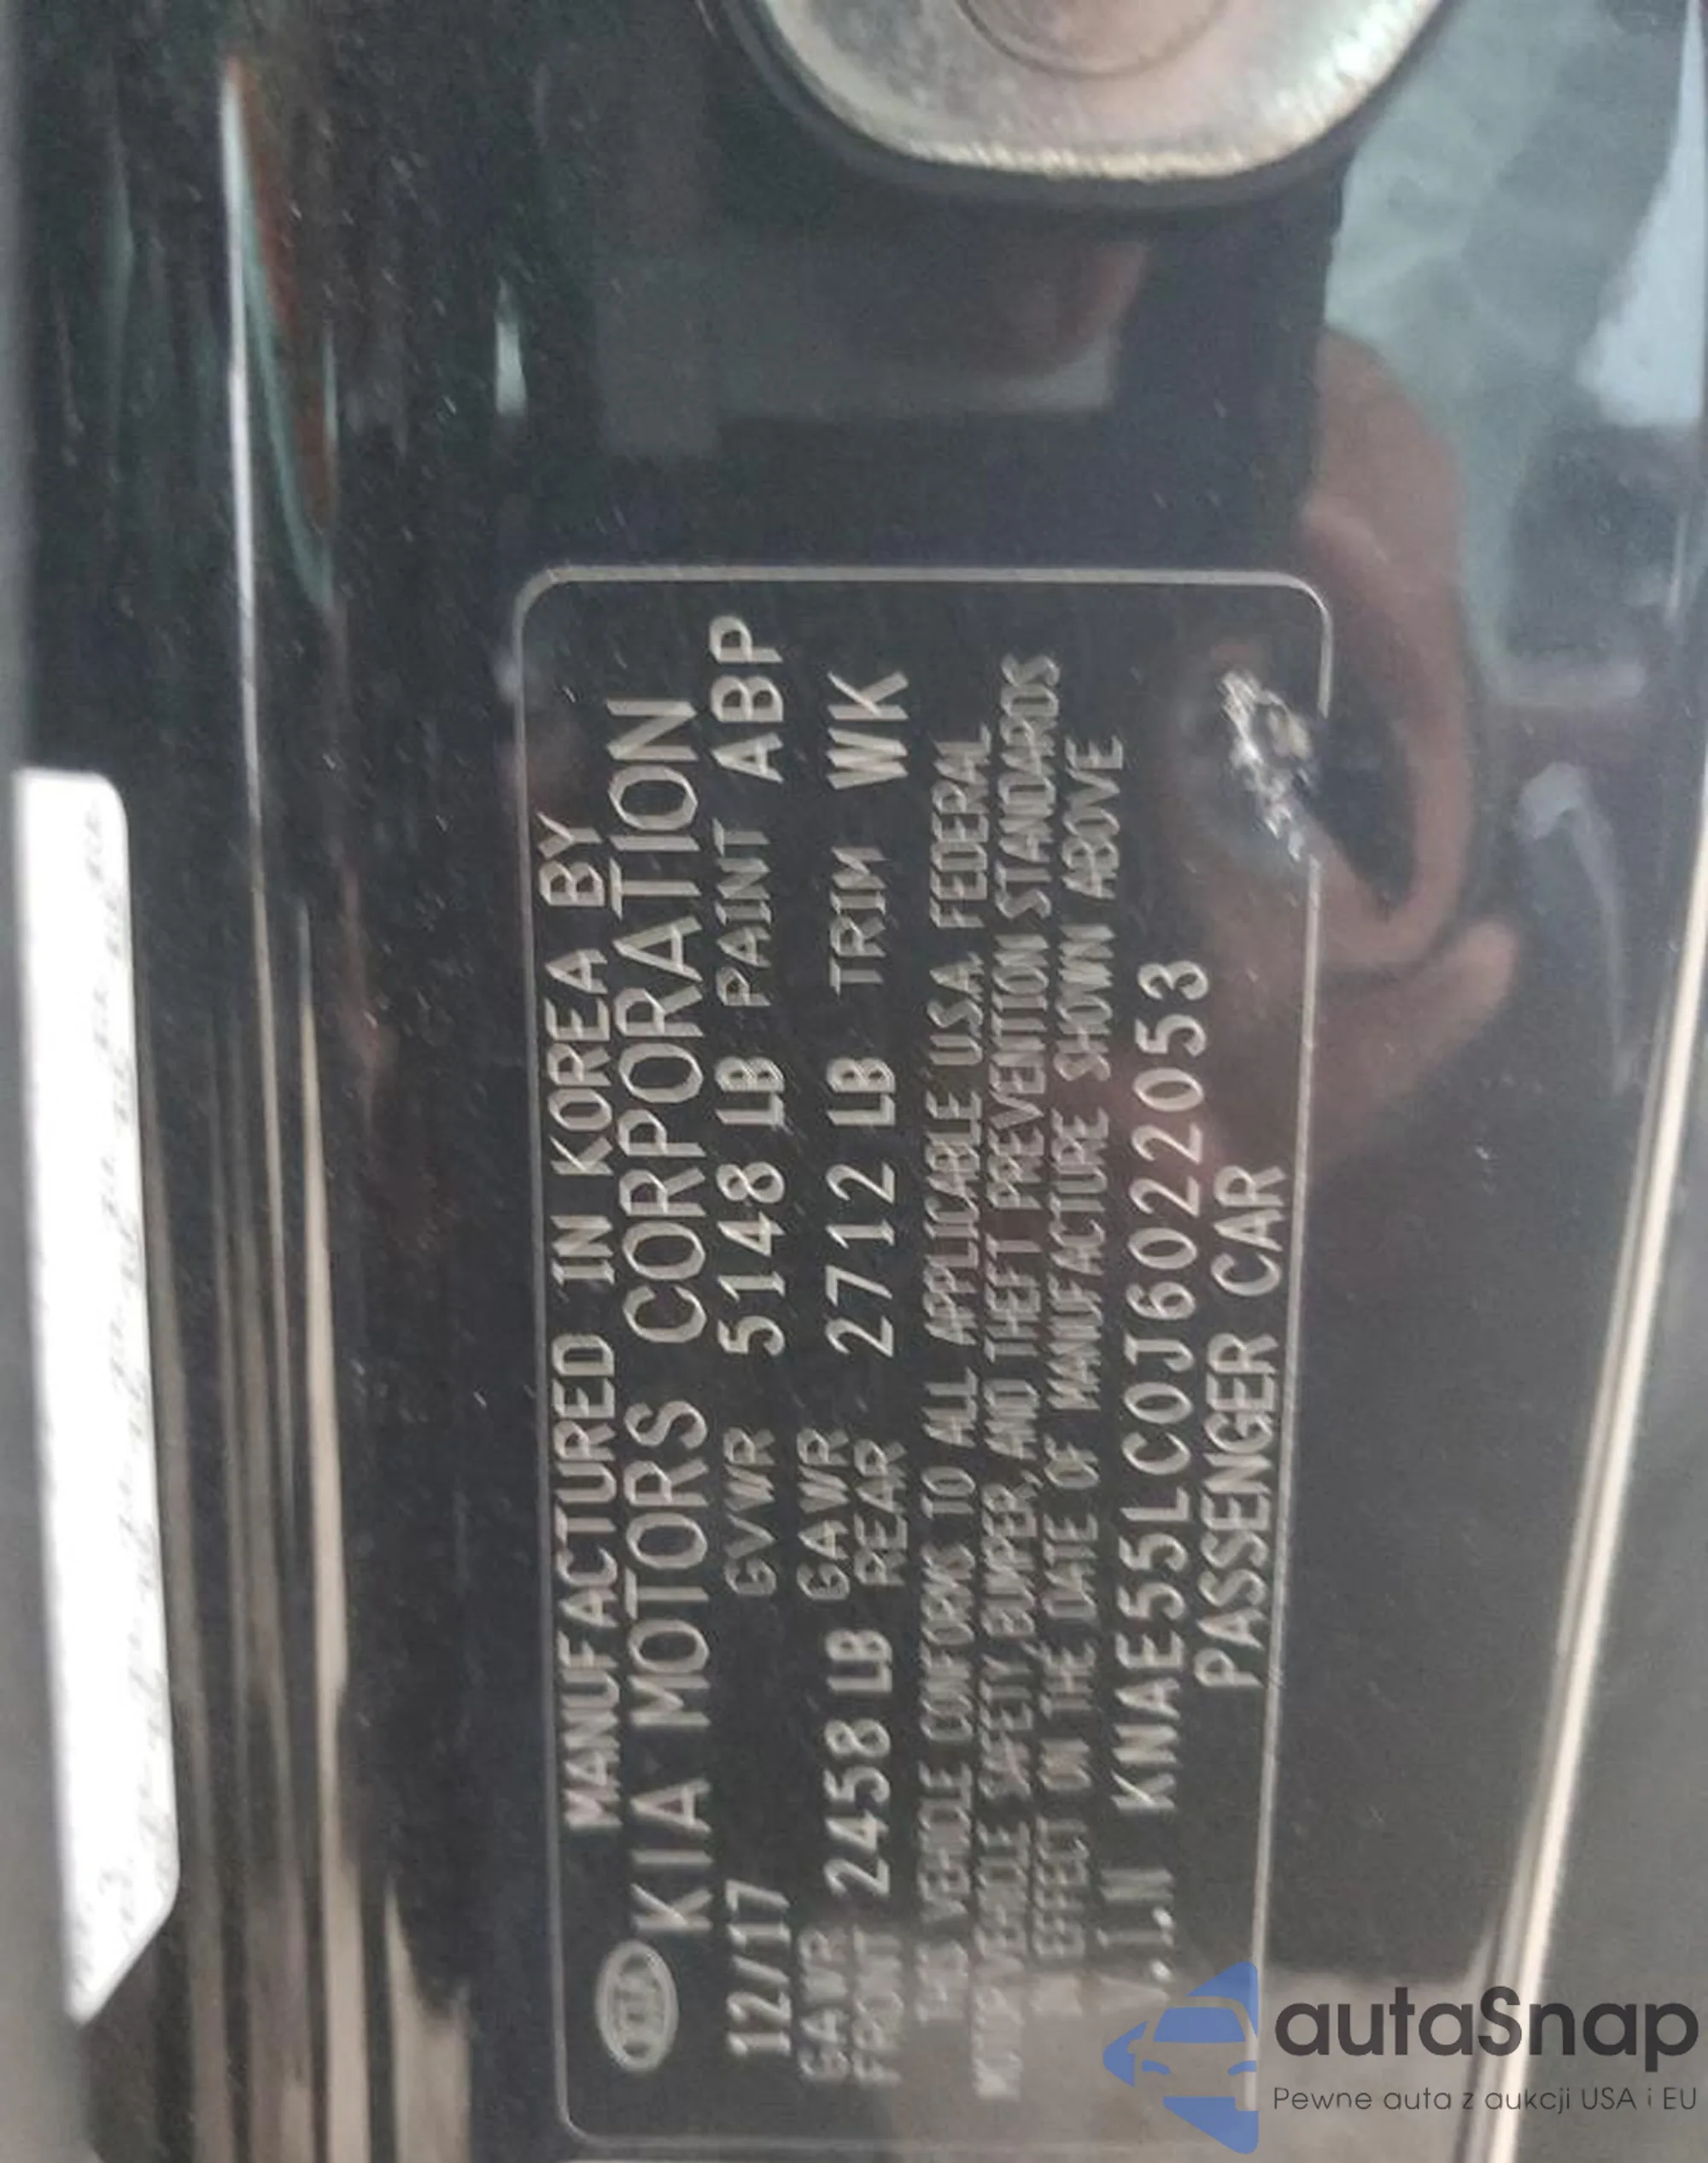 MANUFACTURED IN KOREA BY
KIA KIA MOTORS CORPORATION
12/17 GVWR 5148 LB PAINT ABP
GAWR FRONT 2458 LB GAWR REAR 2712 LB TRIM WK
THIS VEHICLE CONFORMS TO ALL APPLICABLE U.S.A. FEDERAL
MOTOR VEHICLE SAFETY, BUMPER, AND THEFT PREVENTION STANDARDS
IN EFFECT ON THE DATE OF MANUFACTURE SHOWN ABOVE
V.I.N KNAE55LC0J6022053
PASSENGER CAR
autaSnap
Pewne auta z aukcji USA i EU